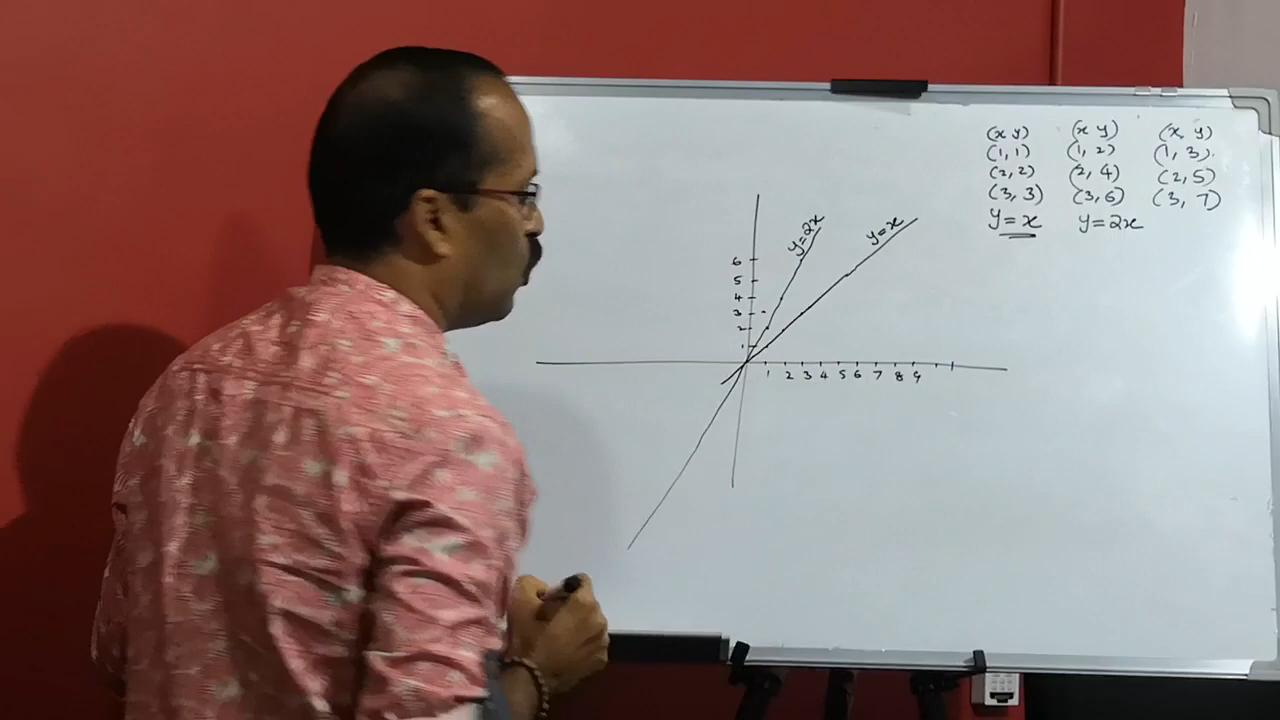 (x y) (x y) (x, y)
(1, 1) (1, 2) (1, 3).
(2, 2) (2, 4) (2, 5)
(3, 3) (3, 6) (3, 7)
y = x y = 2x
y = 2x
y = x
6
5
4
3
2
1
1 2 3 4 5 6 7 8 9